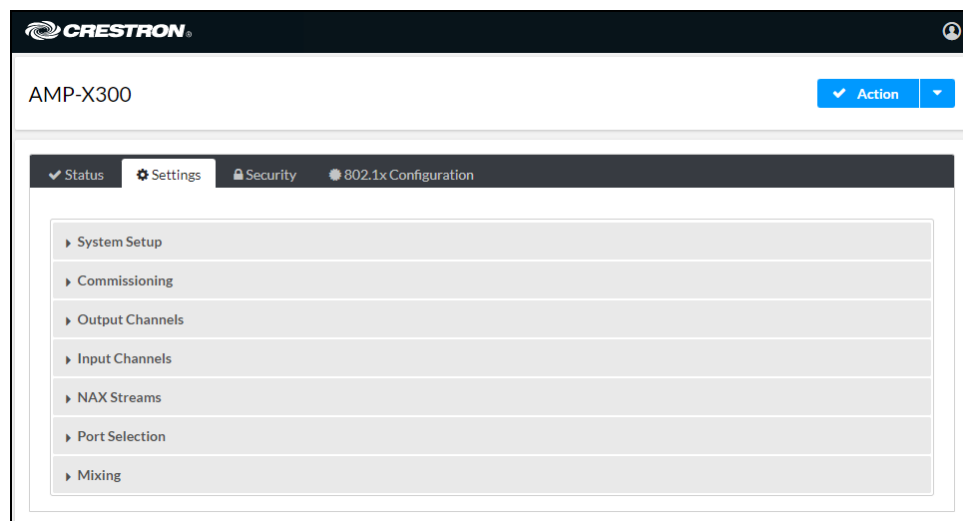 CRESTRON®
AMP-X300
Action
Status Settings Security 802.1x Configuration
System Setup
Commissioning
Output Channels
Input Channels
NAX Streams
Port Selection
Mixing